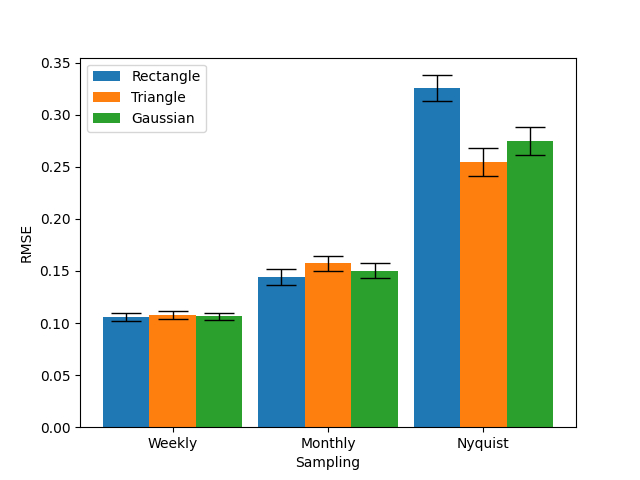 0.35
0.30
0.25
0.20
0.15
0.10
0.05
0.00
RMSE
Rectangle
Triangle
Gaussian
Weekly Monthly Nyquist
Sampling